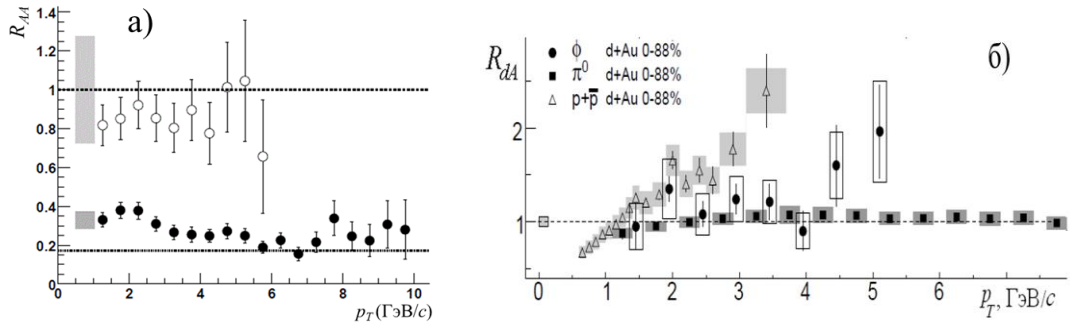 а)
R_AA
1.4
1.2
1
0.8
0.6
0.4
0.2
0
0 2 4 6 8 10
p_T (ГэВ/c)
б)
R_dA
ϕ d+Au 0-88%
π⁰ d+Au 0-88%
p+p̅ d+Au 0-88%
2
1
0 1 2 3 4 5 6
p_T, ГэВ/c